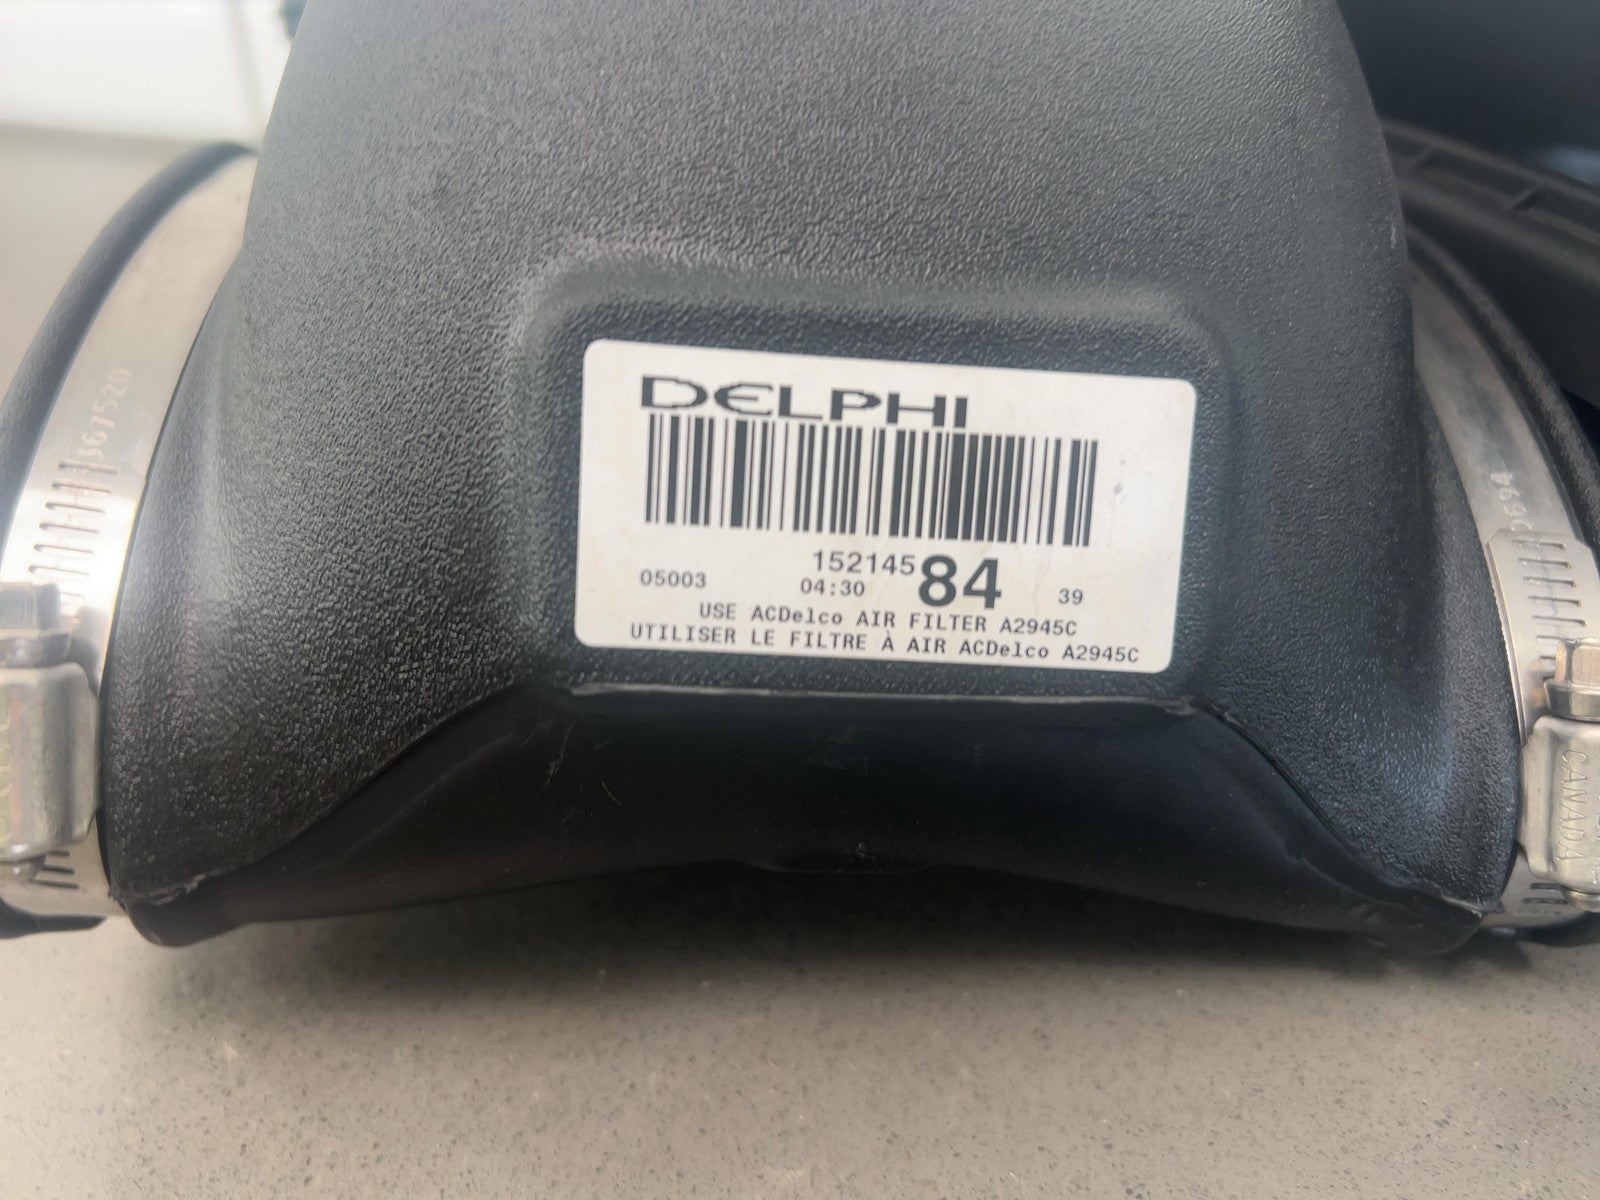 DELPHI
15214584
05003 04:30 39
USE ACDelco AIR FILTER A2945C
UTILISER LE FILTRE À AIR ACDelco A2945C
CANADA